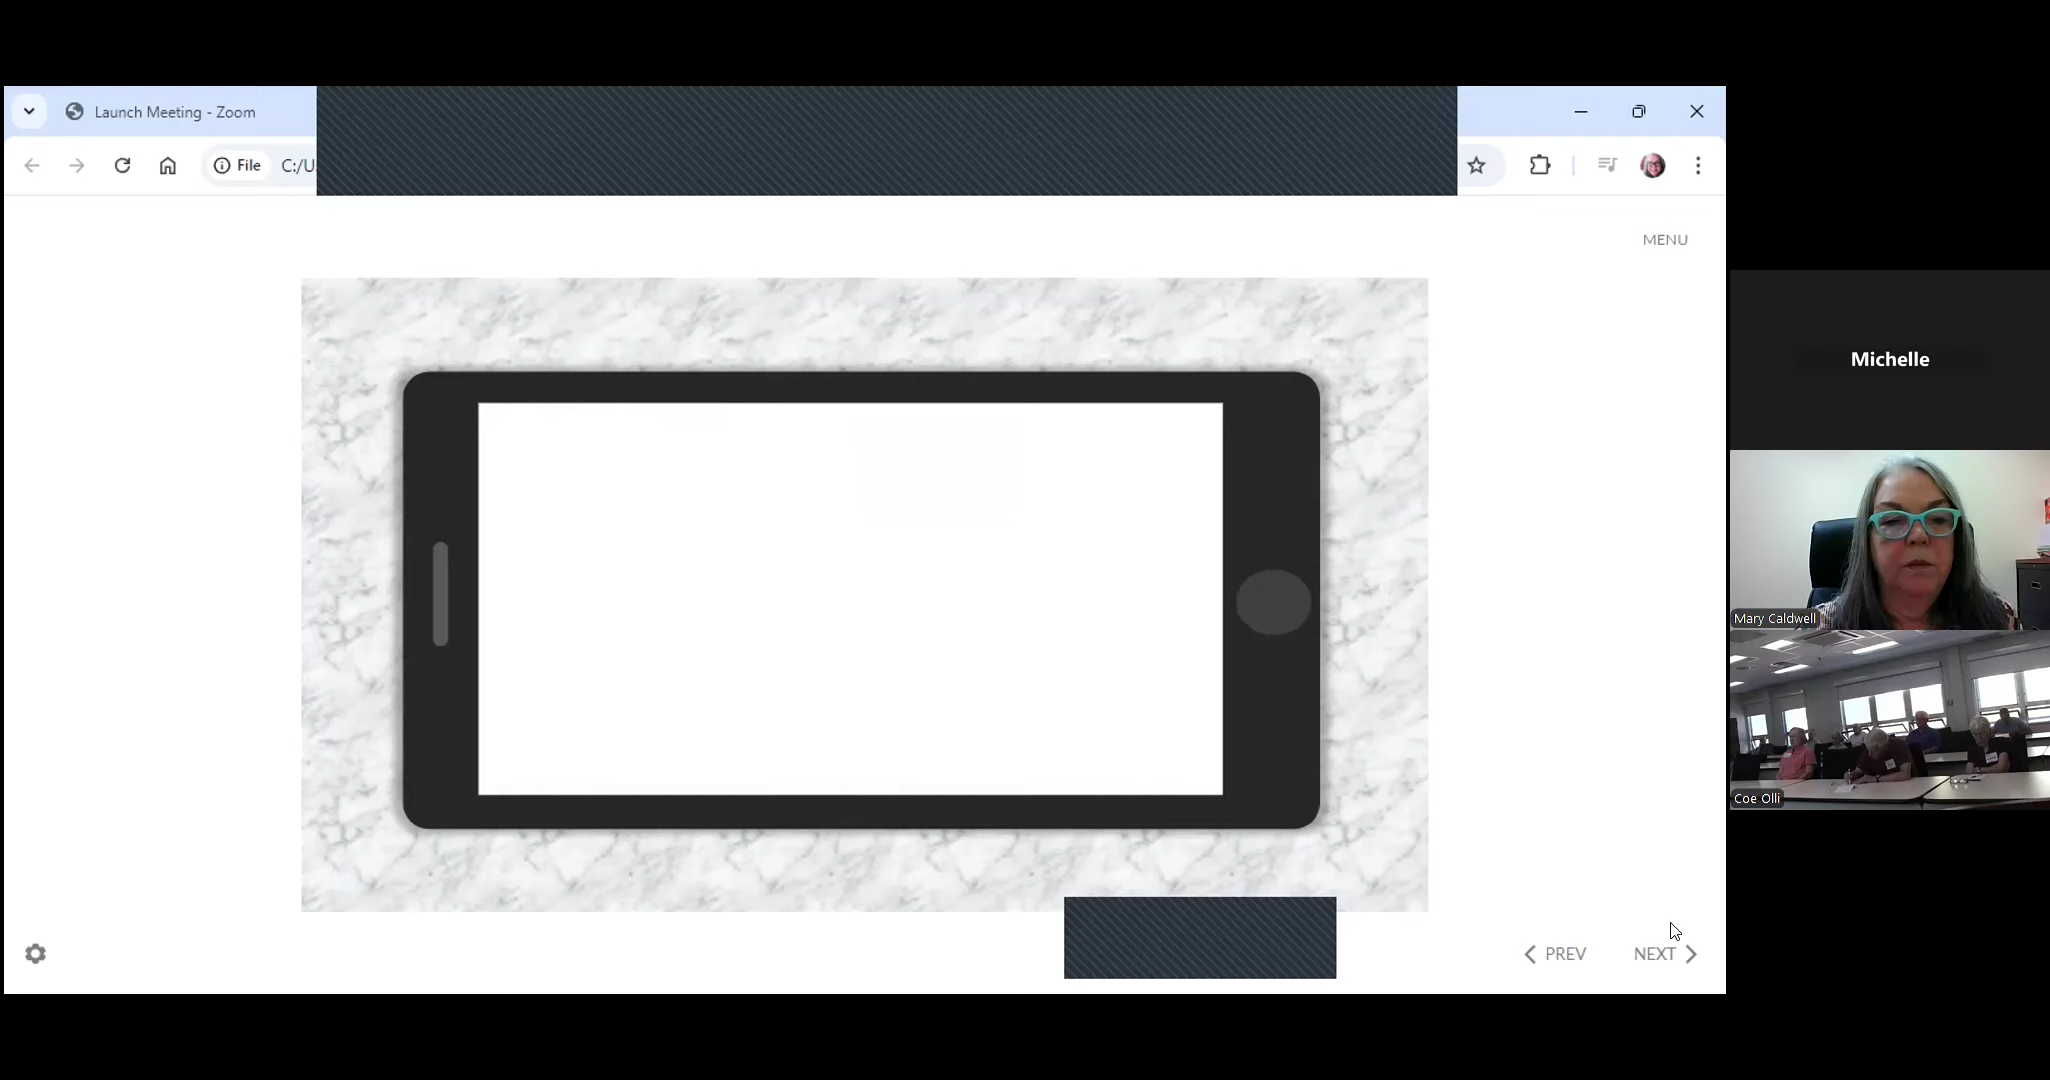 Launch Meeting - Zoom
File C:/U
MENU
Michelle
Mary Caldwell
Coe Olli
PREV
NEXT